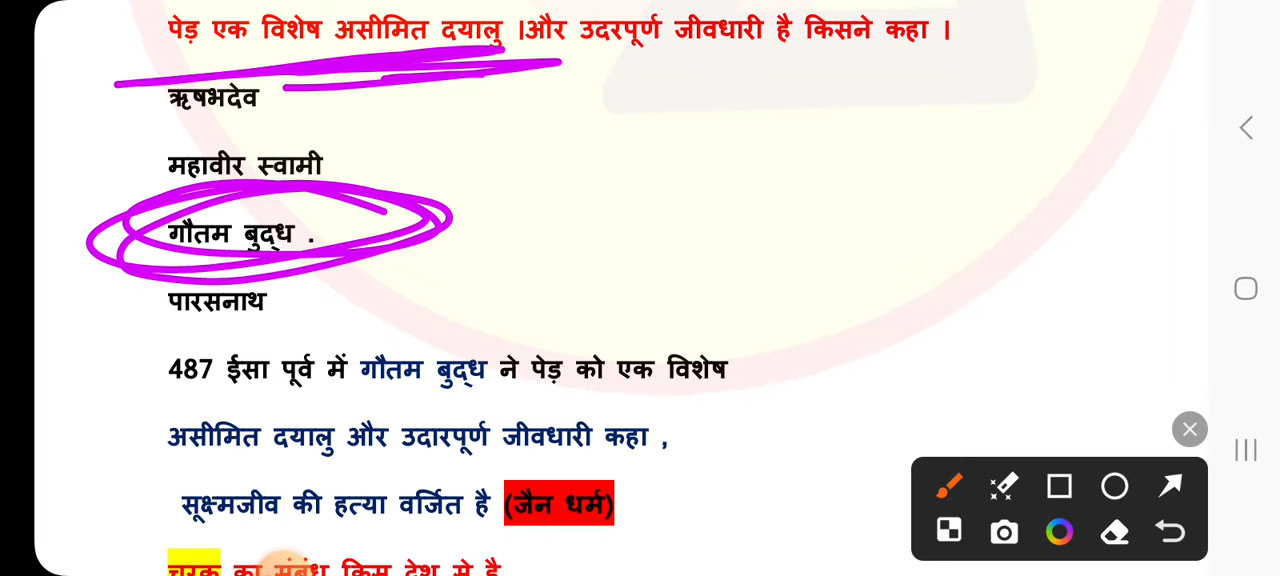 पेड़ एक विशेष असीमित दयालु ।और उदरपूर्ण जीवधारी है किसने कहा ।
ऋषभदेव
महावीर स्वामी
गौतम बुद्ध .
पारसनाथ
487 ईसा पूर्व में गौतम बुद्ध ने पेड़ को एक विशेष
असीमित दयालु और उदारपूर्ण जीवधारी कहा ,
सूक्ष्मजीव की हत्या वर्जित है (जैन धर्म)
चरक का संबंध किस देश से है